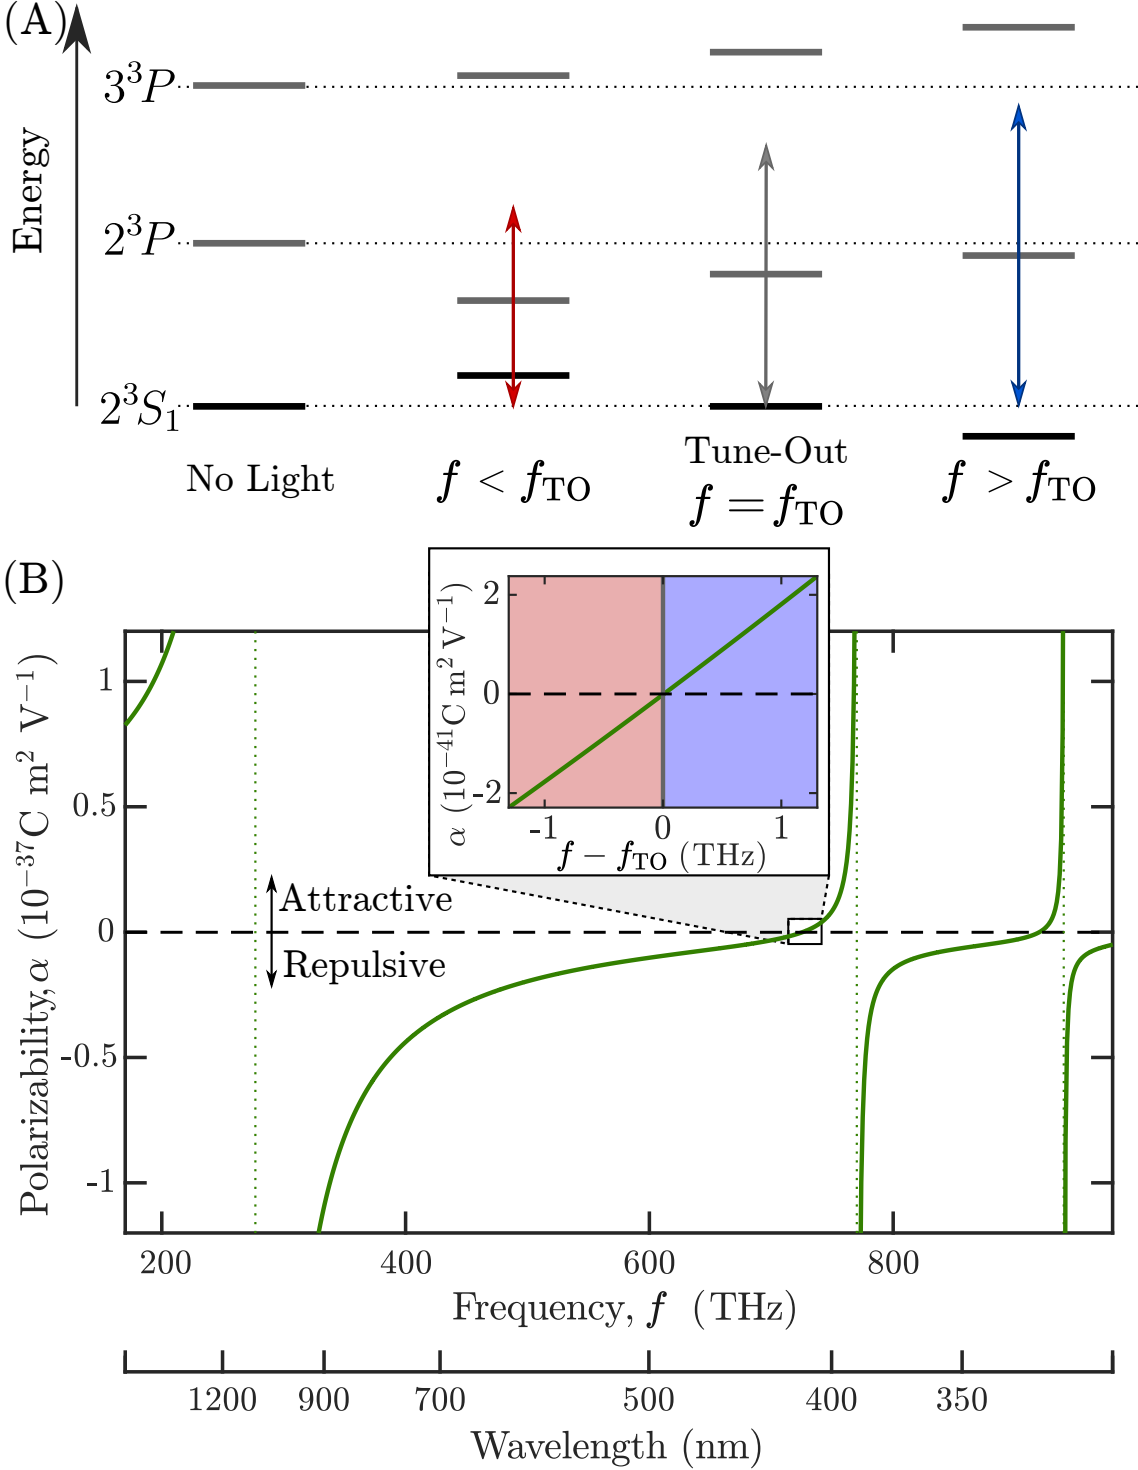 (A)
Energy
3³P
2³P
2³S₁
No Light
f < f_TO
Tune-Out
f = f_TO
f > f_TO
(B)
α (10⁻⁴¹C m² V⁻¹)
2
0
-2
-1 0 1
f − f_TO (THz)
Polarizability, α (10⁻³⁷C m² V⁻¹)
1
0.5
0
-0.5
-1
Attractive
Repulsive
200 400 600 800
Frequency, f (THz)
1200 900 700 500 400 350
Wavelength (nm)